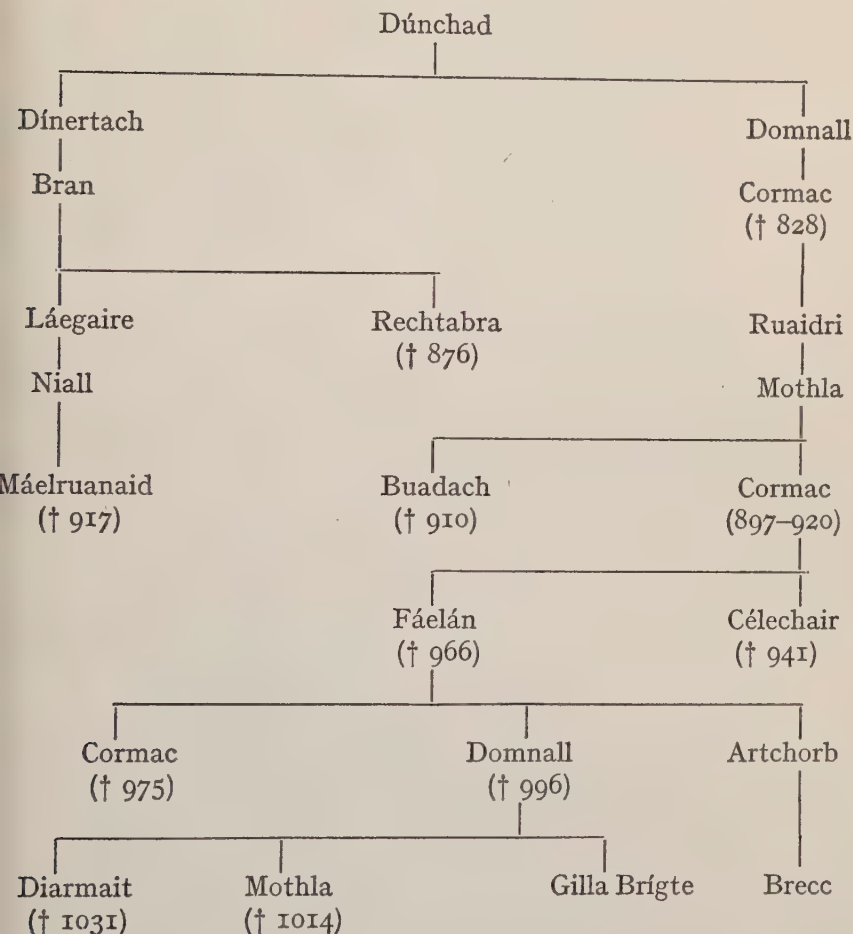 Dúnchad
Dínertach
Domnall
Bran
Cormac
(† 828)
Láegaire
Rechtabra
(† 876)
Ruaidri
Niall
Mothla
Máelruanaid
(† 917)
Buadach
(† 910)
Cormac
(897–920)
Fáelán
(† 966)
Célechair
(† 941)
Cormac
(† 975)
Domnall
(† 996)
Artchorb
Diarmait
(† 1031)
Mothla
(† 1014)
Gilla Brígte
Brecc